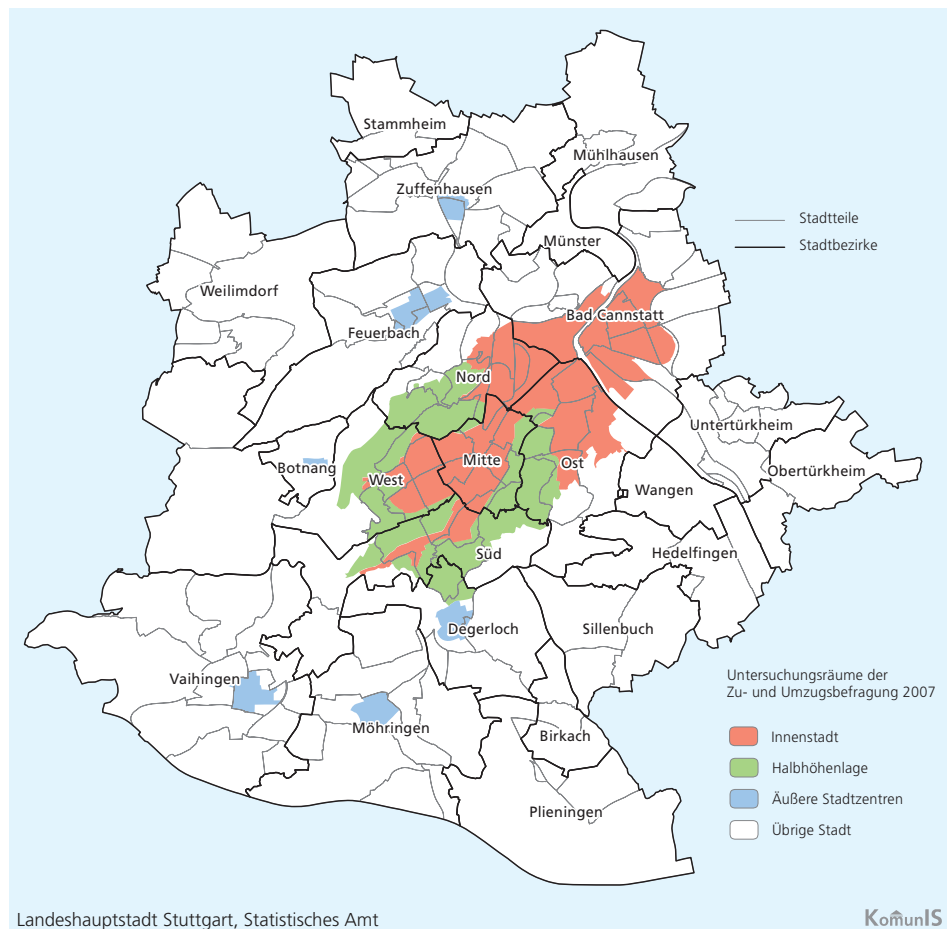 Stammheim
Mühlhausen
Zuffenhausen
Stadtteile
Münster
Stadtbezirke
Weilimdorf
Bad Cannstatt
Feuerbach
Nord
Untertürkheim
Botnang
Mitte
Ost
Obertürkheim
West
Wangen
Süd
Hedelfingen
Degerloch
Sillenbuch
Vaihingen
Untersuchungsräume der
Zu- und Umzugsbefragung 2007
Möhringen
Birkach
Innenstadt
Halbhöhenlage
Äußere Stadtzentren
Plieningen
Übrige Stadt
Landeshauptstadt Stuttgart, Statistisches Amt
KomunIS